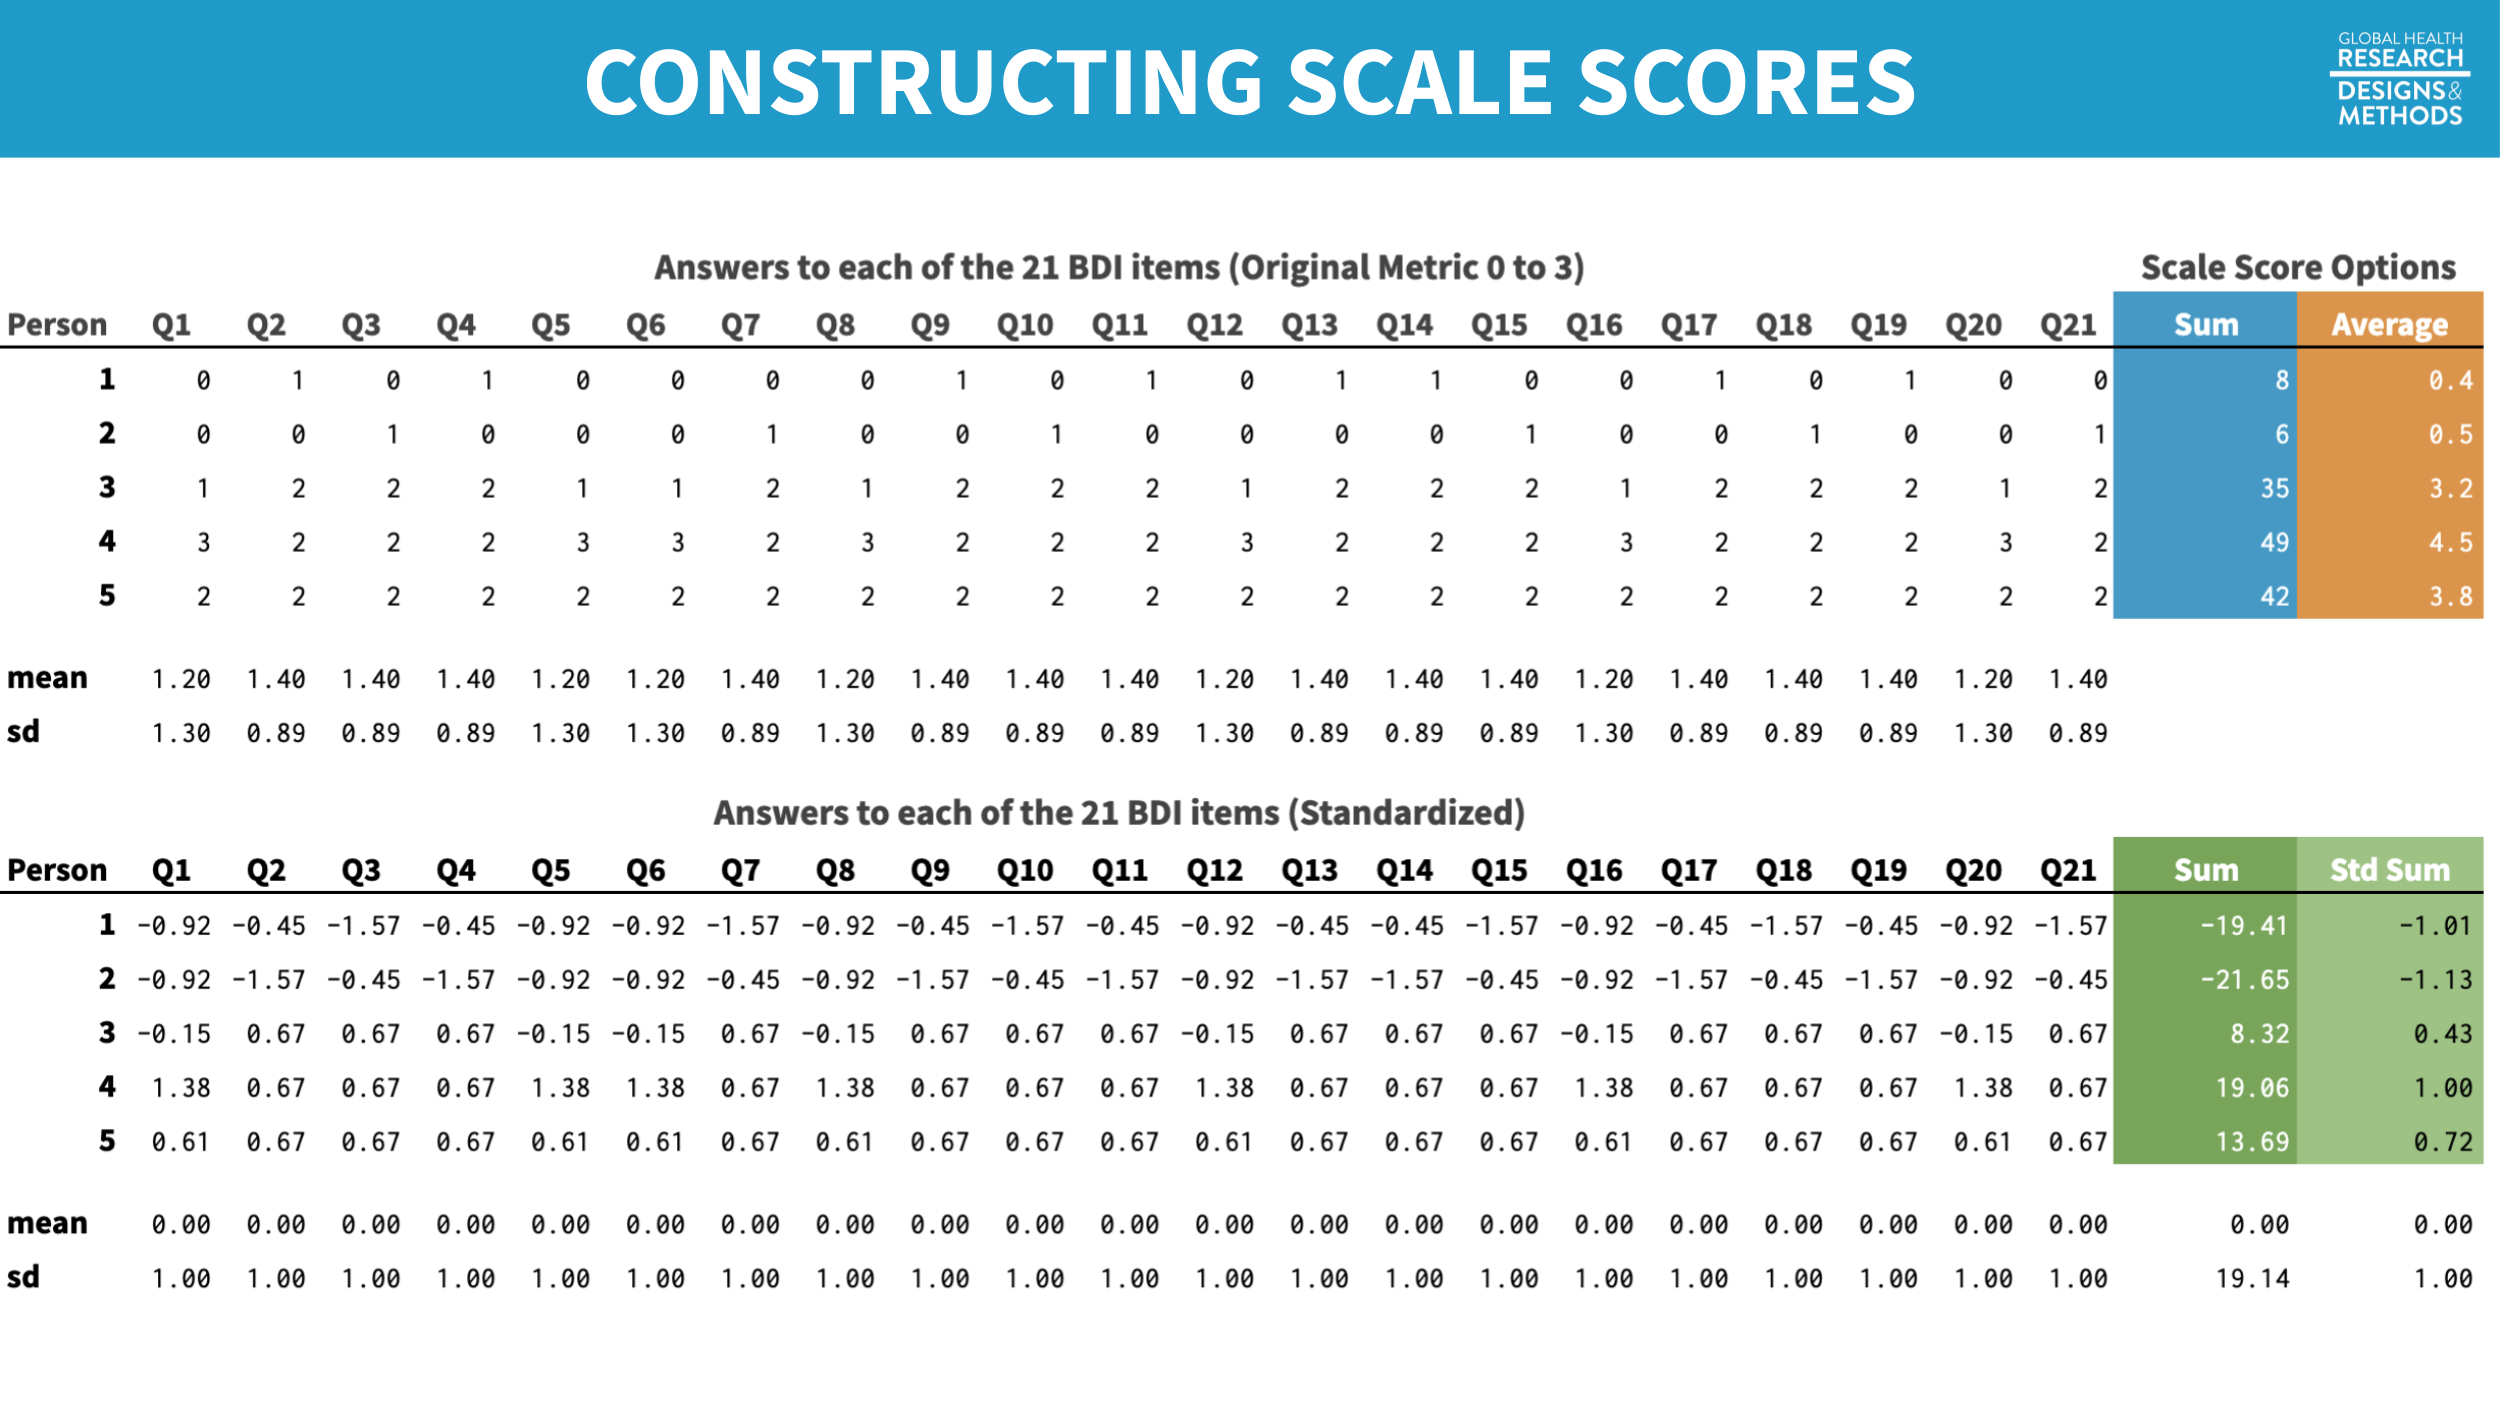 CONSTRUCTING SCALE SCORES
GLOBAL HEALTH
RESEARCH
DESIGNS&
METHODS
Answers to each of the 21 BDI items (Original Metric 0 to 3) Scale Score Options
Person Q1 Q2 Q3 Q4 Q5 Q6 Q7 Q8 Q9 Q10 Q11 Q12 Q13 Q14 Q15 Q16 Q17 Q18 Q19 Q20 Q21 Sum Average
1 0 1 0 1 0 0 0 0 1 0 1 0 1 1 0 0 1 0 1 0 0 8 0.4
2 0 0 1 0 0 0 1 0 0 1 0 0 0 0 1 0 0 1 0 0 1 6 0.5
3 1 2 2 2 1 1 2 1 2 2 2 1 2 2 2 1 2 2 2 1 2 35 3.2
4 3 2 2 2 3 3 2 3 2 2 2 3 2 2 2 3 2 2 2 3 2 49 4.5
5 2 2 2 2 2 2 2 2 2 2 2 2 2 2 2 2 2 2 2 2 2 42 3.8
mean 1.20 1.40 1.40 1.40 1.20 1.20 1.40 1.20 1.40 1.40 1.40 1.20 1.40 1.40 1.40 1.20 1.40 1.40 1.40 1.20 1.40
sd 1.30 0.89 0.89 0.89 1.30 1.30 0.89 1.30 0.89 0.89 0.89 1.30 0.89 0.89 0.89 1.30 0.89 0.89 0.89 1.30 0.89
Answers to each of the 21 BDI items (Standardized)
Person Q1 Q2 Q3 Q4 Q5 Q6 Q7 Q8 Q9 Q10 Q11 Q12 Q13 Q14 Q15 Q16 Q17 Q18 Q19 Q20 Q21 Sum Std Sum
1 -0.92 -0.45 -1.57 -0.45 -0.92 -0.92 -1.57 -0.92 -0.45 -1.57 -0.45 -0.92 -0.45 -0.45 -1.57 -0.92 -0.45 -1.57 -0.45 -0.92 -1.57 -19.41 -1.01
2 -0.92 -1.57 -0.45 -1.57 -0.92 -0.92 -0.45 -0.92 -1.57 -0.45 -1.57 -0.92 -1.57 -1.57 -0.45 -0.92 -1.57 -0.45 -1.57 -0.92 -0.45 -21.65 -1.13
3 -0.15 0.67 0.67 0.67 -0.15 -0.15 0.67 -0.15 0.67 0.67 0.67 -0.15 0.67 0.67 0.67 -0.15 0.67 0.67 0.67 -0.15 0.67 8.32 0.43
4 1.38 0.67 0.67 0.67 1.38 1.38 0.67 1.38 0.67 0.67 0.67 1.38 0.67 0.67 0.67 1.38 0.67 0.67 0.67 1.38 0.67 19.06 1.00
5 0.61 0.67 0.67 0.67 0.61 0.61 0.67 0.61 0.67 0.67 0.67 0.61 0.67 0.67 0.67 0.61 0.67 0.67 0.67 0.61 0.67 13.69 0.72
mean 0.00 0.00 0.00 0.00 0.00 0.00 0.00 0.00 0.00 0.00 0.00 0.00 0.00 0.00 0.00 0.00 0.00 0.00 0.00 0.00 0.00 0.00 0.00
sd 1.00 1.00 1.00 1.00 1.00 1.00 1.00 1.00 1.00 1.00 1.00 1.00 1.00 1.00 1.00 1.00 1.00 1.00 1.00 1.00 1.00 19.14 1.00